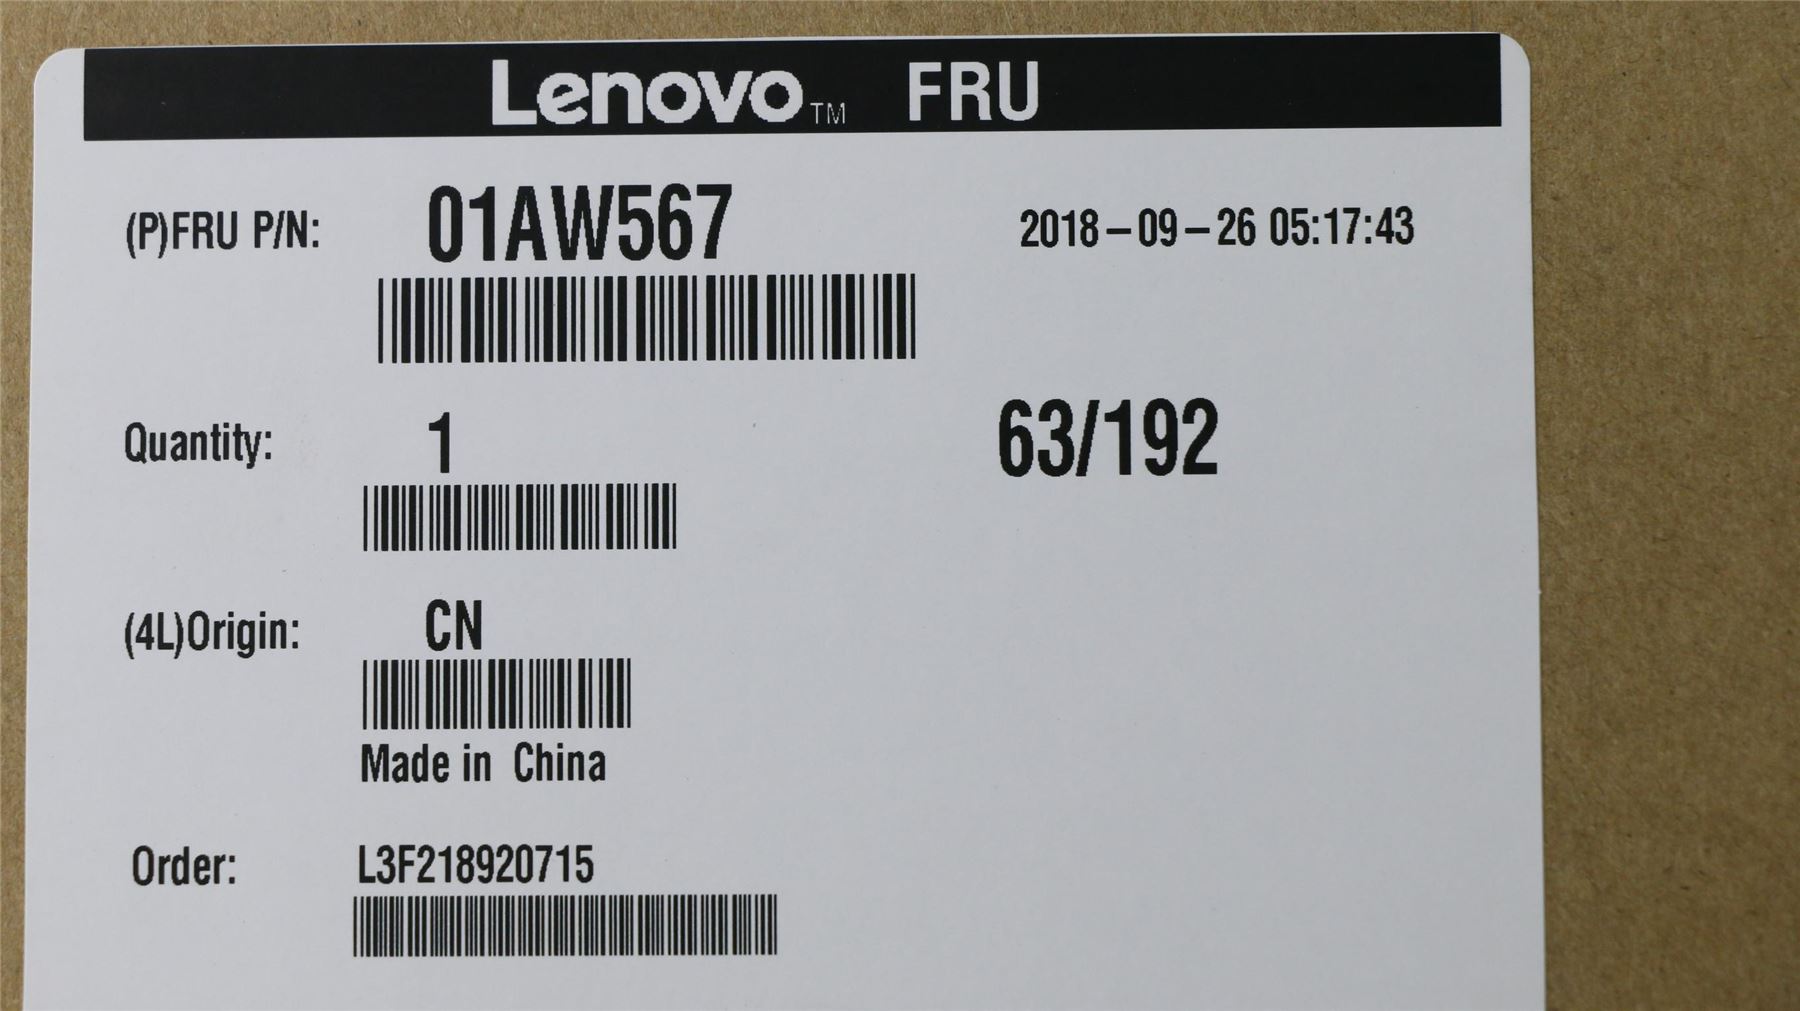 Lenovo™ FRU
(P)FRU P/N: 01AW567 2018-09-26 05:17:43
Quantity: 1 63/192
(4L)Origin: CN
Made in China
Order: L3F218920715